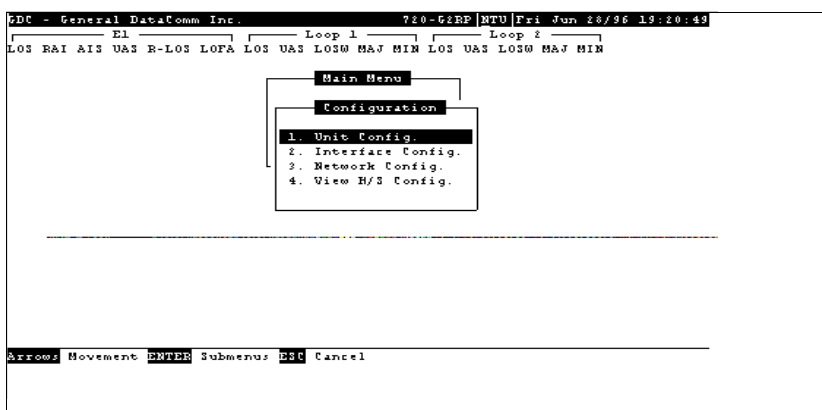 GDC - General DataComm Inc. 720-G2RP NTU Fri Jun 28/96 19:20:49
E1 Loop 1 Loop 2
LOS RAI AIS UAS R-LOS LOFA LOS UAS LOSW MAJ MIN LOS UAS LOSW MAJ MIN
Main Menu
Configuration
1. Unit Config.
2. Interface Config.
3. Network Config.
4. View H/S Config.
Arrows Movement ENTER Submenus ESC Cancel